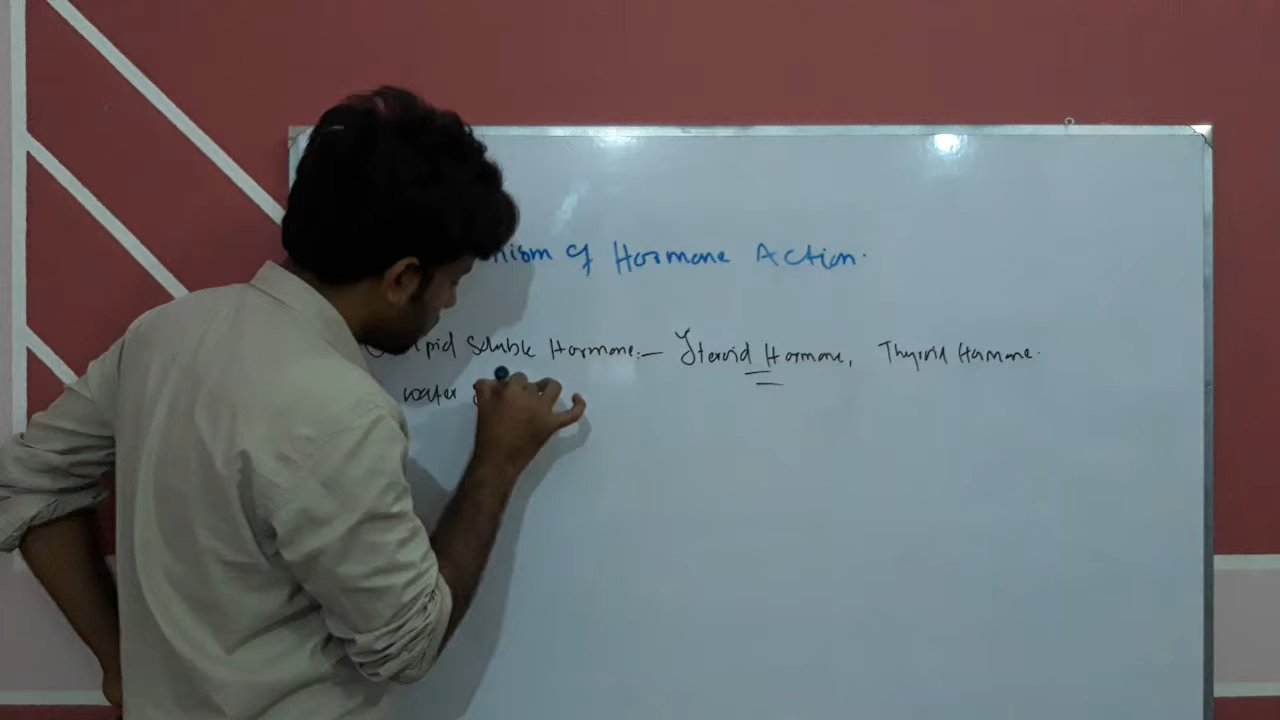 nism of Hormone Action.
Lipid Soluble Hormone:- Steroid Hormone, Thyroid Hormone.
water